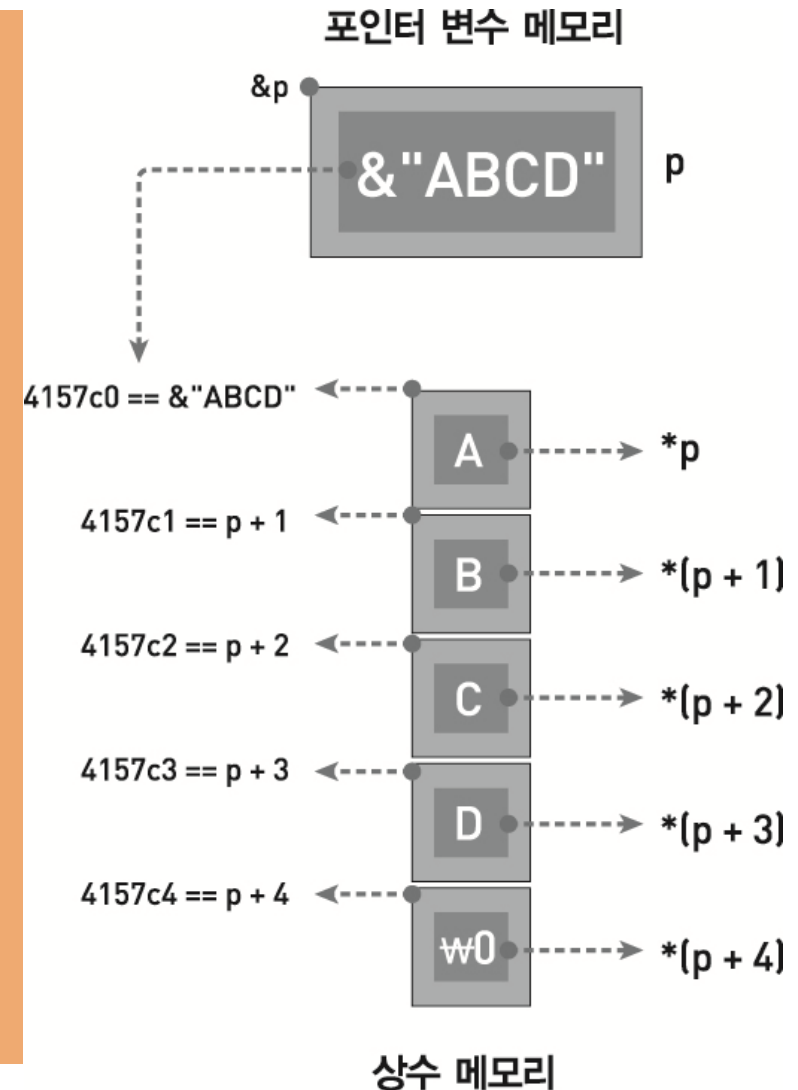 포인터 변수 메모리
&p
&"ABCD"
p
4157c0 == &"ABCD"
A
*p
4157c1 == p + 1
B
*(p + 1)
4157c2 == p + 2
C
*(p + 2)
4157c3 == p + 3
D
*(p + 3)
4157c4 == p + 4
₩0
*(p + 4)
상수 메모리